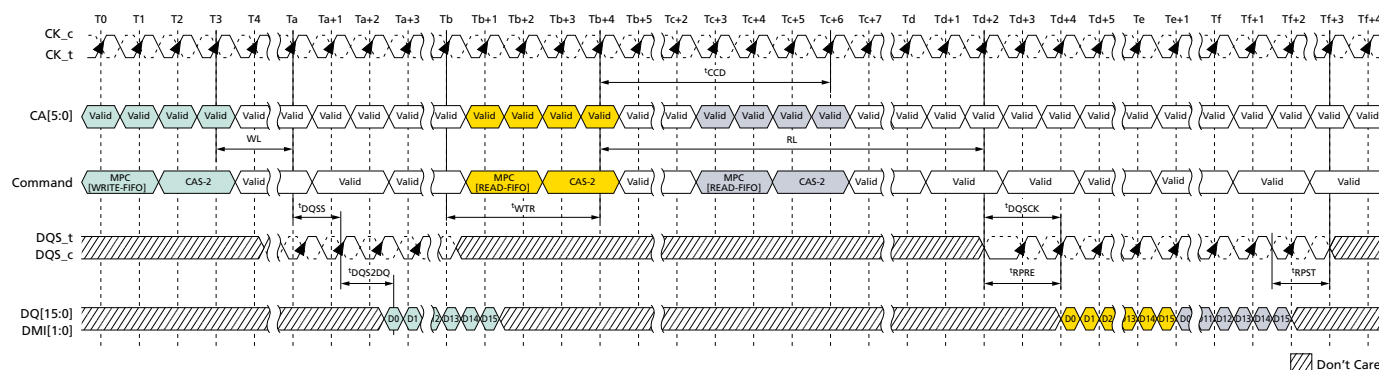 T0 T1 T2 T3 T4 Ta Ta+1 Ta+2 Ta+3 Tb Tb+1 Tb+2 Tb+3 Tb+4 Tb+5 Tc+2 Tc+3 Tc+4 Tc+5 Tc+6 Tc+7 Td Td+1 Td+2 Td+3 Td+4 Td+5 Te Te+1 Tf Tf+1 Tf+2 Tf+3 Tf+4
CK_c
CK_t
tCCD
CA[5:0] Valid Valid Valid Valid Valid Valid Valid Valid Valid Valid Valid Valid Valid Valid Valid Valid Valid Valid Valid Valid Valid Valid Valid Valid Valid Valid Valid Valid Valid Valid Valid Valid Valid Valid
WL RL
Command MPC [WRITE-FIFO] CAS-2 Valid Valid Valid MPC [READ-FIFO] CAS-2 Valid MPC [READ-FIFO] CAS-2 Valid Valid Valid Valid Valid Valid Valid
tDQSS tWTR tDQSCK
DQS_t
DQS_c
tDQS2DQ tRPRE tRPST
DQ[15:0] D0 D1 D13 D14 D15 D0 D1 D2 D13 D14 D15 D0 D11 D12 D13 D14 D15
DMI[1:0]
Don't Care